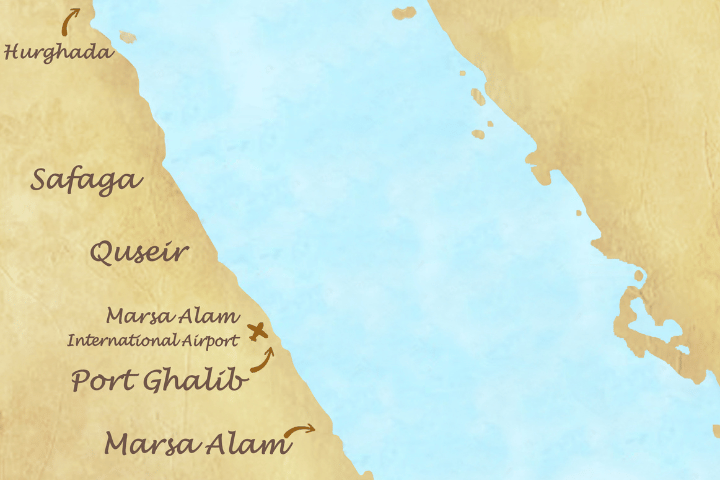 Hurghada
Safaga
Quseir
Marsa Alam
International Airport
Port Ghalib
Marsa Alam